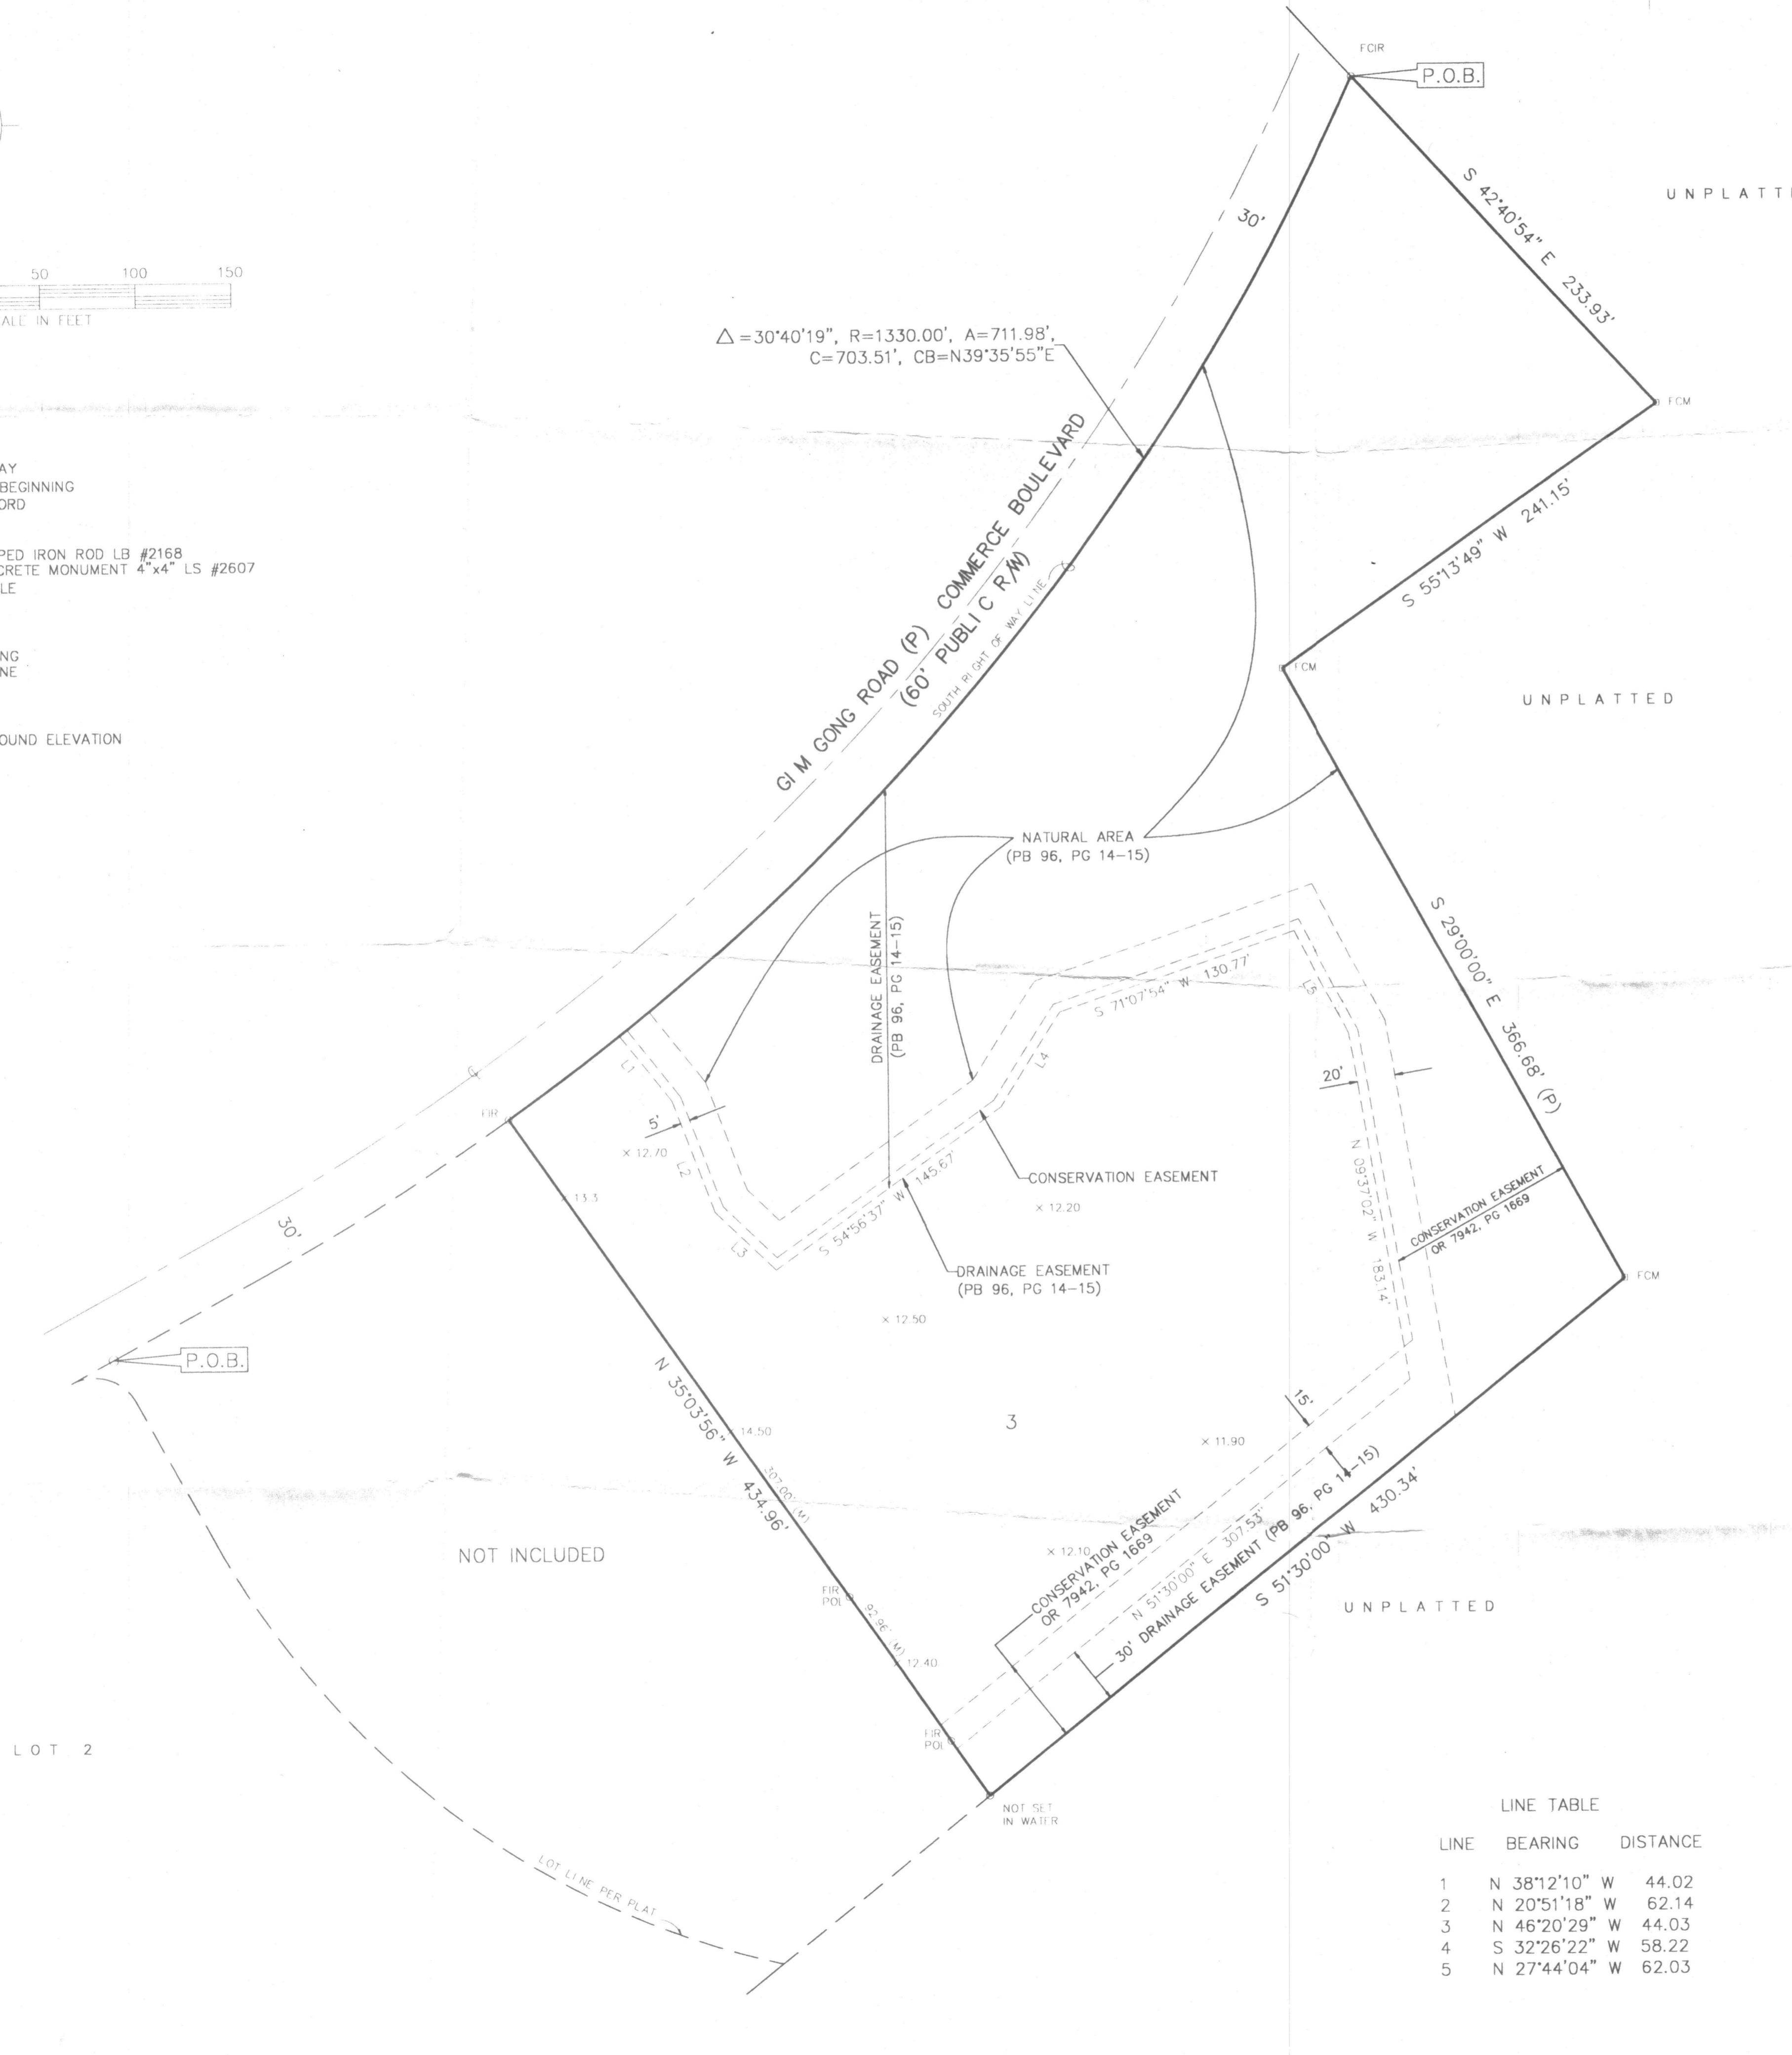 FCIR
P.O.B.
UNPLATT
30'
S 42°40'54" E 233.93'
50 100 150
ALE IN FEET
△=30°40'19", R=1330.00', A=711.98',
C=703.51', CB=N39°35'55"E
FCM
AY
BEGINNING
ORD
PED IRON ROD LB #2168
CRETE MONUMENT 4"x4" LS #2607
LE
NG
NE
OUND ELEVATION
S 55°13'49" W 241.15'
GIM GONG ROAD (P) COMMERCE BOULEVARD
(60' PUBLIC R/W)
SOUTH RIGHT OF WAY LINE
FCM
UNPLATTED
NATURAL AREA
(PB 96, PG 14-15)
DRAINAGE EASEMENT
(PB 96, PG 14-15)
S 29°00'00" E 366.68' (P)
S 71°07'54" W 130.77'
L5
L1
L4
20'
FIR
5'
× 12.70
L2
13.3
CONSERVATION EASEMENT
× 12.20
N 09°37'02" W 183.14'
CONSERVATION EASEMENT
OR 7942, PG 1669
30'
L3
S 54°56'37" W 145.67'
DRAINAGE EASEMENT
(PB 96, PG 14-15)
FCM
× 12.50
P.O.B.
N 35°03'56" W 434.96'
15'
3
14.50
× 11.90
307.00' (M)
NOT INCLUDED
× 12.10
CONSERVATION EASEMENT
OR 7942, PG 1669
N 51°30'00" E 307.53"
30' DRAINAGE EASEMENT (PB 96, PG 14-15)
S 51°30'00" W 430.34'
FIR
POL
92.96' (M)
UNPLATTED
12.40
FIR
POL
LOT 2
NOT SET
IN WATER
LOT LINE PER PLAT
LINE TABLE
LINE BEARING DISTANCE
1 N 38°12'10" W 44.02
2 N 20°51'18" W 62.14
3 N 46°20'29" W 44.03
4 S 32°26'22" W 58.22
5 N 27°44'04" W 62.03